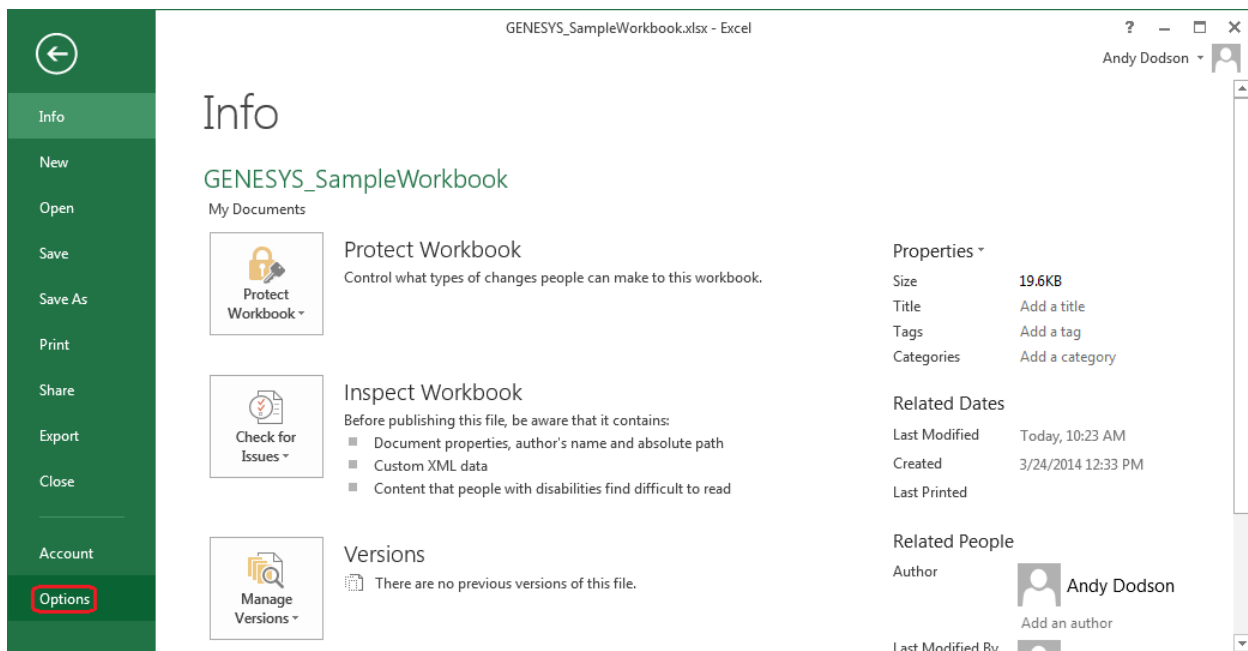 GENESYS_SampleWorkbook.xlsx - Excel
?
Andy Dodson
Info
New
Open
Save
Save As
Print
Share
Export
Close
Account
Options
Info
GENESYS_SampleWorkbook
My Documents
Protect
Workbook
Protect Workbook
Control what types of changes people can make to this workbook.
Check for
Issues
Inspect Workbook
Before publishing this file, be aware that it contains:
Document properties, author's name and absolute path
Custom XML data
Content that people with disabilities find difficult to read
Manage
Versions
Versions
There are no previous versions of this file.
Properties
Size 19.6KB
Title Add a title
Tags Add a tag
Categories Add a category
Related Dates
Last Modified Today, 10:23 AM
Created 3/24/2014 12:33 PM
Last Printed
Related People
Author Andy Dodson
Add an author
Last Modified By